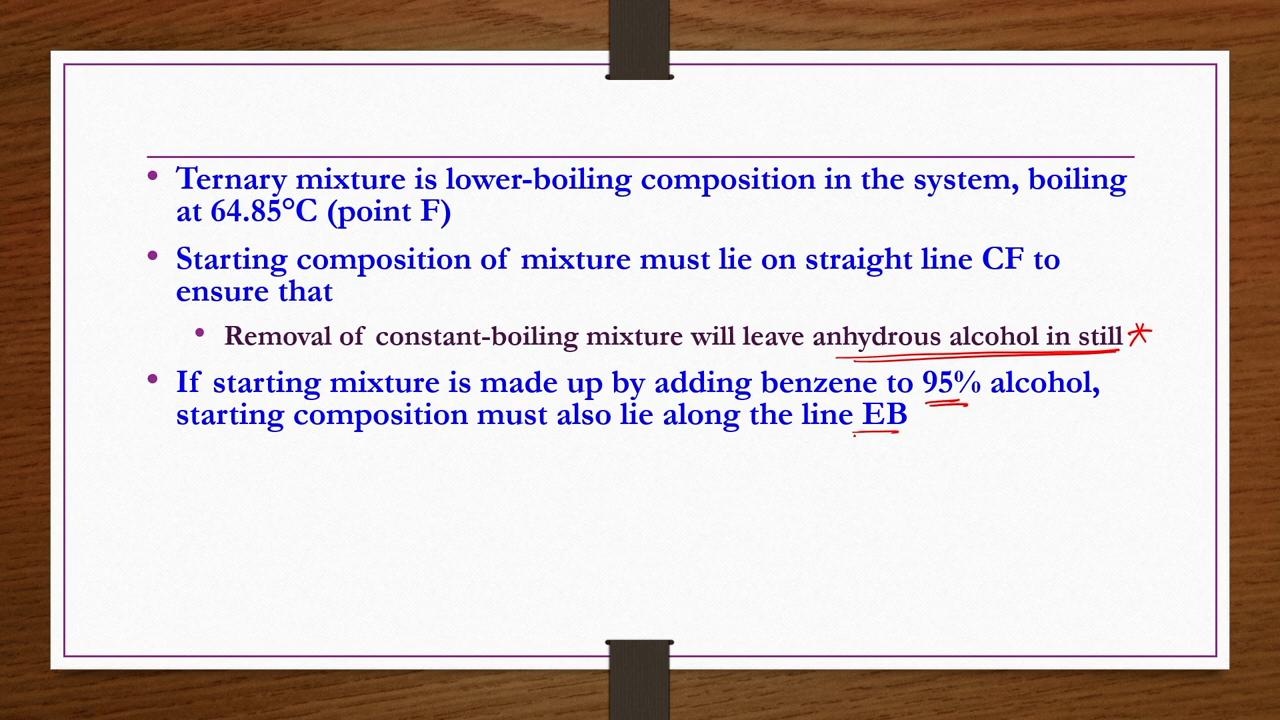 • Ternary mixture is lower-boiling composition in the system, boiling
at 64.85°C (point F)
• Starting composition of mixture must lie on straight line CF to
ensure that
• Removal of constant-boiling mixture will leave anhydrous alcohol in still *
• If starting mixture is made up by adding benzene to 95% alcohol,
starting composition must also lie along the line EB